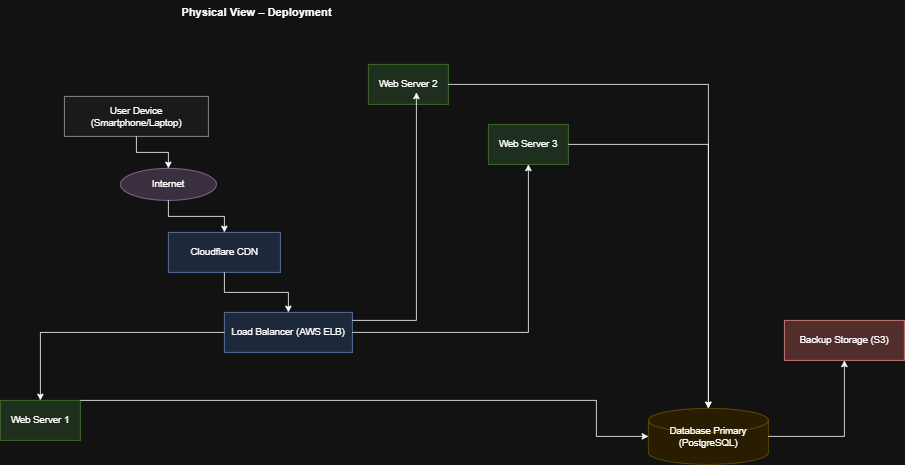 Physical View – Deployment
Web Server 2
User Device
(Smartphone/Laptop)
Web Server 3
Internet
Cloudflare CDN
Load Balancer (AWS ELB)
Backup Storage (S3)
Web Server 1
Database Primary
(PostgreSQL)